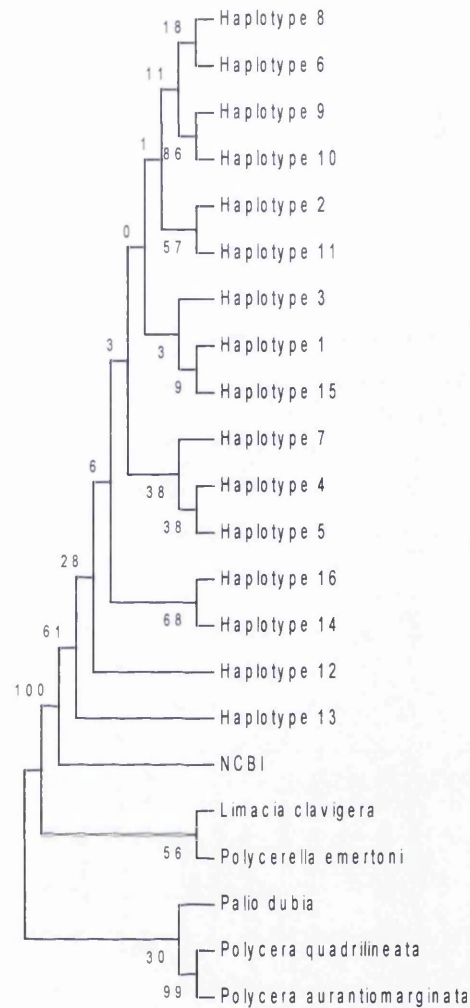 18
Haplotype 8
Haplotype 6
11
Haplotype 9
1
86
Haplotype 10
Haplotype 2
0
57
Haplotype 11
Haplotype 3
3
3
Haplotype 1
9
Haplotype 15
Haplotype 7
6
38
Haplotype 4
38
Haplotype 5
28
Haplotype 16
68
Haplotype 14
61
Haplotype 12
100
Haplotype 13
NCBI
Limacia clavigera
56
Polycerella emertoni
Palio dubia
30
Polycera quadrilineata
99
Polycera aurantiomarginata